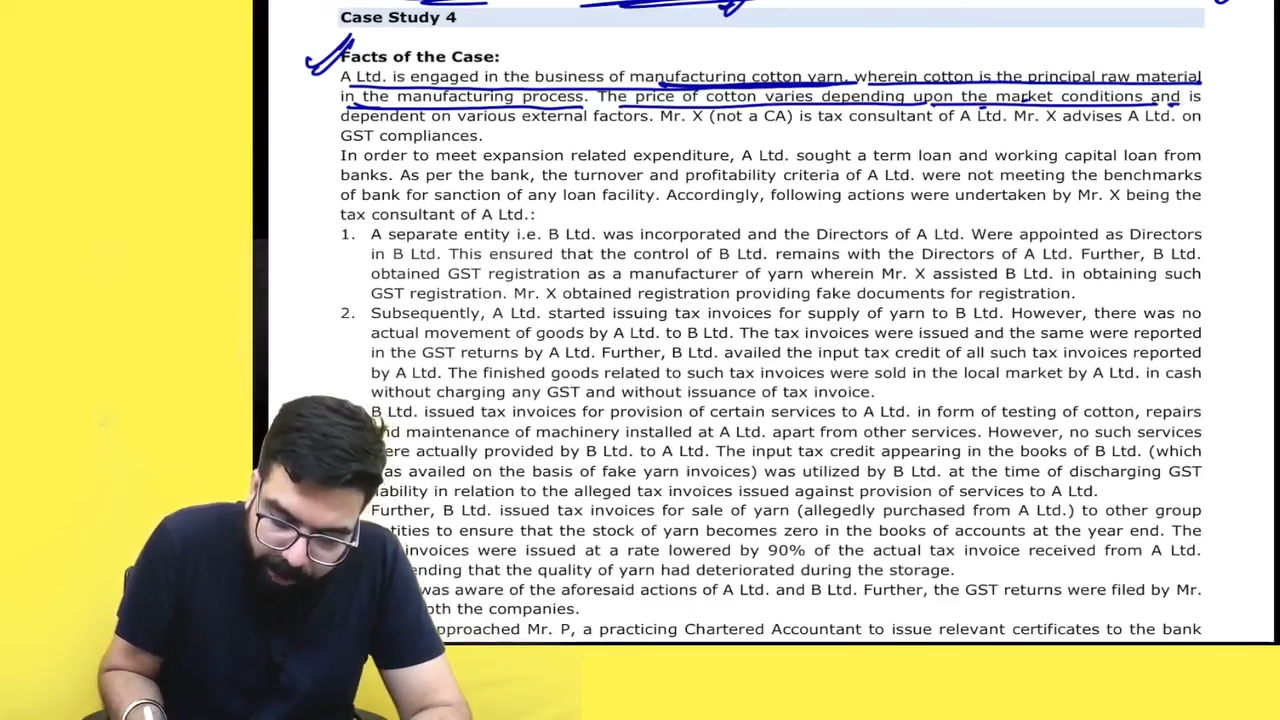 Case Study 4
Facts of the Case:
A Ltd. is engaged in the business of manufacturing cotton yarn, wherein cotton is the principal raw material
in the manufacturing process. The price of cotton varies depending upon the market conditions and is
dependent on various external factors. Mr. X (not a CA) is tax consultant of A Ltd. Mr. X advises A Ltd. on
GST compliances.
In order to meet expansion related expenditure, A Ltd. sought a term loan and working capital loan from
banks. As per the bank, the turnover and profitability criteria of A Ltd. were not meeting the benchmarks
of bank for sanction of any loan facility. Accordingly, following actions were undertaken by Mr. X being the
tax consultant of A Ltd.:
1. A separate entity i.e. B Ltd. was incorporated and the Directors of A Ltd. Were appointed as Directors
in B Ltd. This ensured that the control of B Ltd. remains with the Directors of A Ltd. Further, B Ltd.
obtained GST registration as a manufacturer of yarn wherein Mr. X assisted B Ltd. in obtaining such
GST registration. Mr. X obtained registration providing fake documents for registration.
2. Subsequently, A Ltd. started issuing tax invoices for supply of yarn to B Ltd. However, there was no
actual movement of goods by A Ltd. to B Ltd. The tax invoices were issued and the same were reported
in the GST returns by A Ltd. Further, B Ltd. availed the input tax credit of all such tax invoices reported
by A Ltd. The finished goods related to such tax invoices were sold in the local market by A Ltd. in cash
without charging any GST and without issuance of tax invoice.
B Ltd. issued tax invoices for provision of certain services to A Ltd. in form of testing of cotton, repairs
maintenance of machinery installed at A Ltd. apart from other services. However, no such services
actually provided by B Ltd. to A Ltd. The input tax credit appearing in the books of B Ltd. (which
availed on the basis of fake yarn invoices) was utilized by B Ltd. at the time of discharging GST
in relation to the alleged tax invoices issued against provision of services to A Ltd.
Further, B Ltd. issued tax invoices for sale of yarn (allegedly purchased from A Ltd.) to other group
to ensure that the stock of yarn becomes zero in the books of accounts at the year end. The
invoices were issued at a rate lowered by 90% of the actual tax invoice received from A Ltd.
that the quality of yarn had deteriorated during the storage.
was aware of the aforesaid actions of A Ltd. and B Ltd. Further, the GST returns were filed by Mr.
the companies.
Mr. P, a practicing Chartered Accountant to issue relevant certificates to the bank